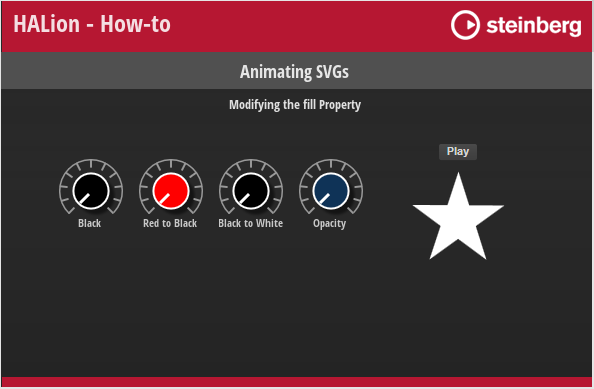 HALion - How-to
steinberg
Animating SVGs
Modifying the fill Property
Play
Black
Red to Black
Black to White
Opacity